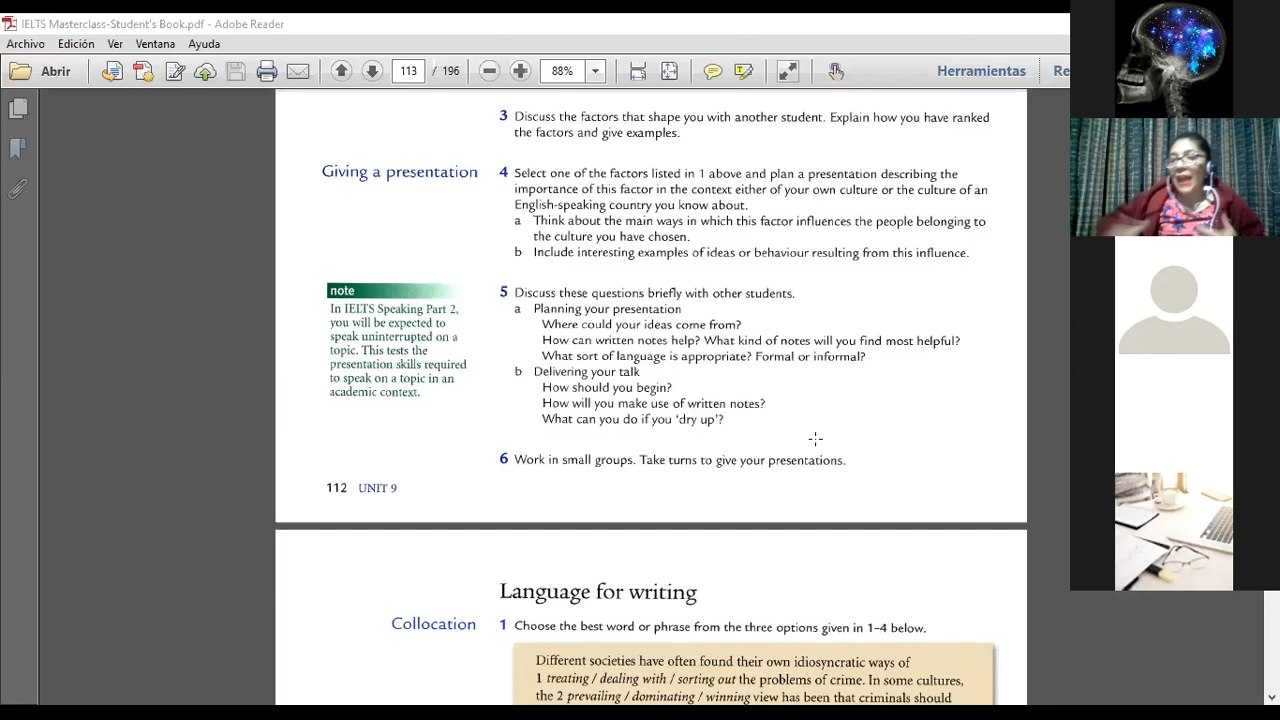 IELTS Masterclass-Student's Book.pdf - Adobe Reader
Archivo Edición Ver Ventana Ayuda
Abrir 113 / 196 88% Herramientas Re
3 Discuss the factors that shape you with another student. Explain how you have ranked
the factors and give examples.
Giving a presentation
4 Select one of the factors listed in 1 above and plan a presentation describing the
importance of this factor in the context either of your own culture or the culture of an
English-speaking country you know about.
a Think about the main ways in which this factor influences the people belonging to
the culture you have chosen.
b Include interesting examples of ideas or behaviour resulting from this influence.
note
In IELTS Speaking Part 2,
you will be expected to
speak uninterrupted on a
topic. This tests the
presentation skills required
to speak on a topic in an
academic context.
5 Discuss these questions briefly with other students.
a Planning your presentation
Where could your ideas come from?
How can written notes help? What kind of notes will you find most helpful?
What sort of language is appropriate? Formal or informal?
b Delivering your talk
How should you begin?
How will you make use of written notes?
What can you do if you 'dry up'?
6 Work in small groups. Take turns to give your presentations.
112 UNIT 9
Language for writing
Collocation
1 Choose the best word or phrase from the three options given in 1–4 below.
Different societies have often found their own idiosyncratic ways of
1 treating / dealing with / sorting out the problems of crime. In some cultures,
the 2 prevailing / dominating / winning view has been that criminals should